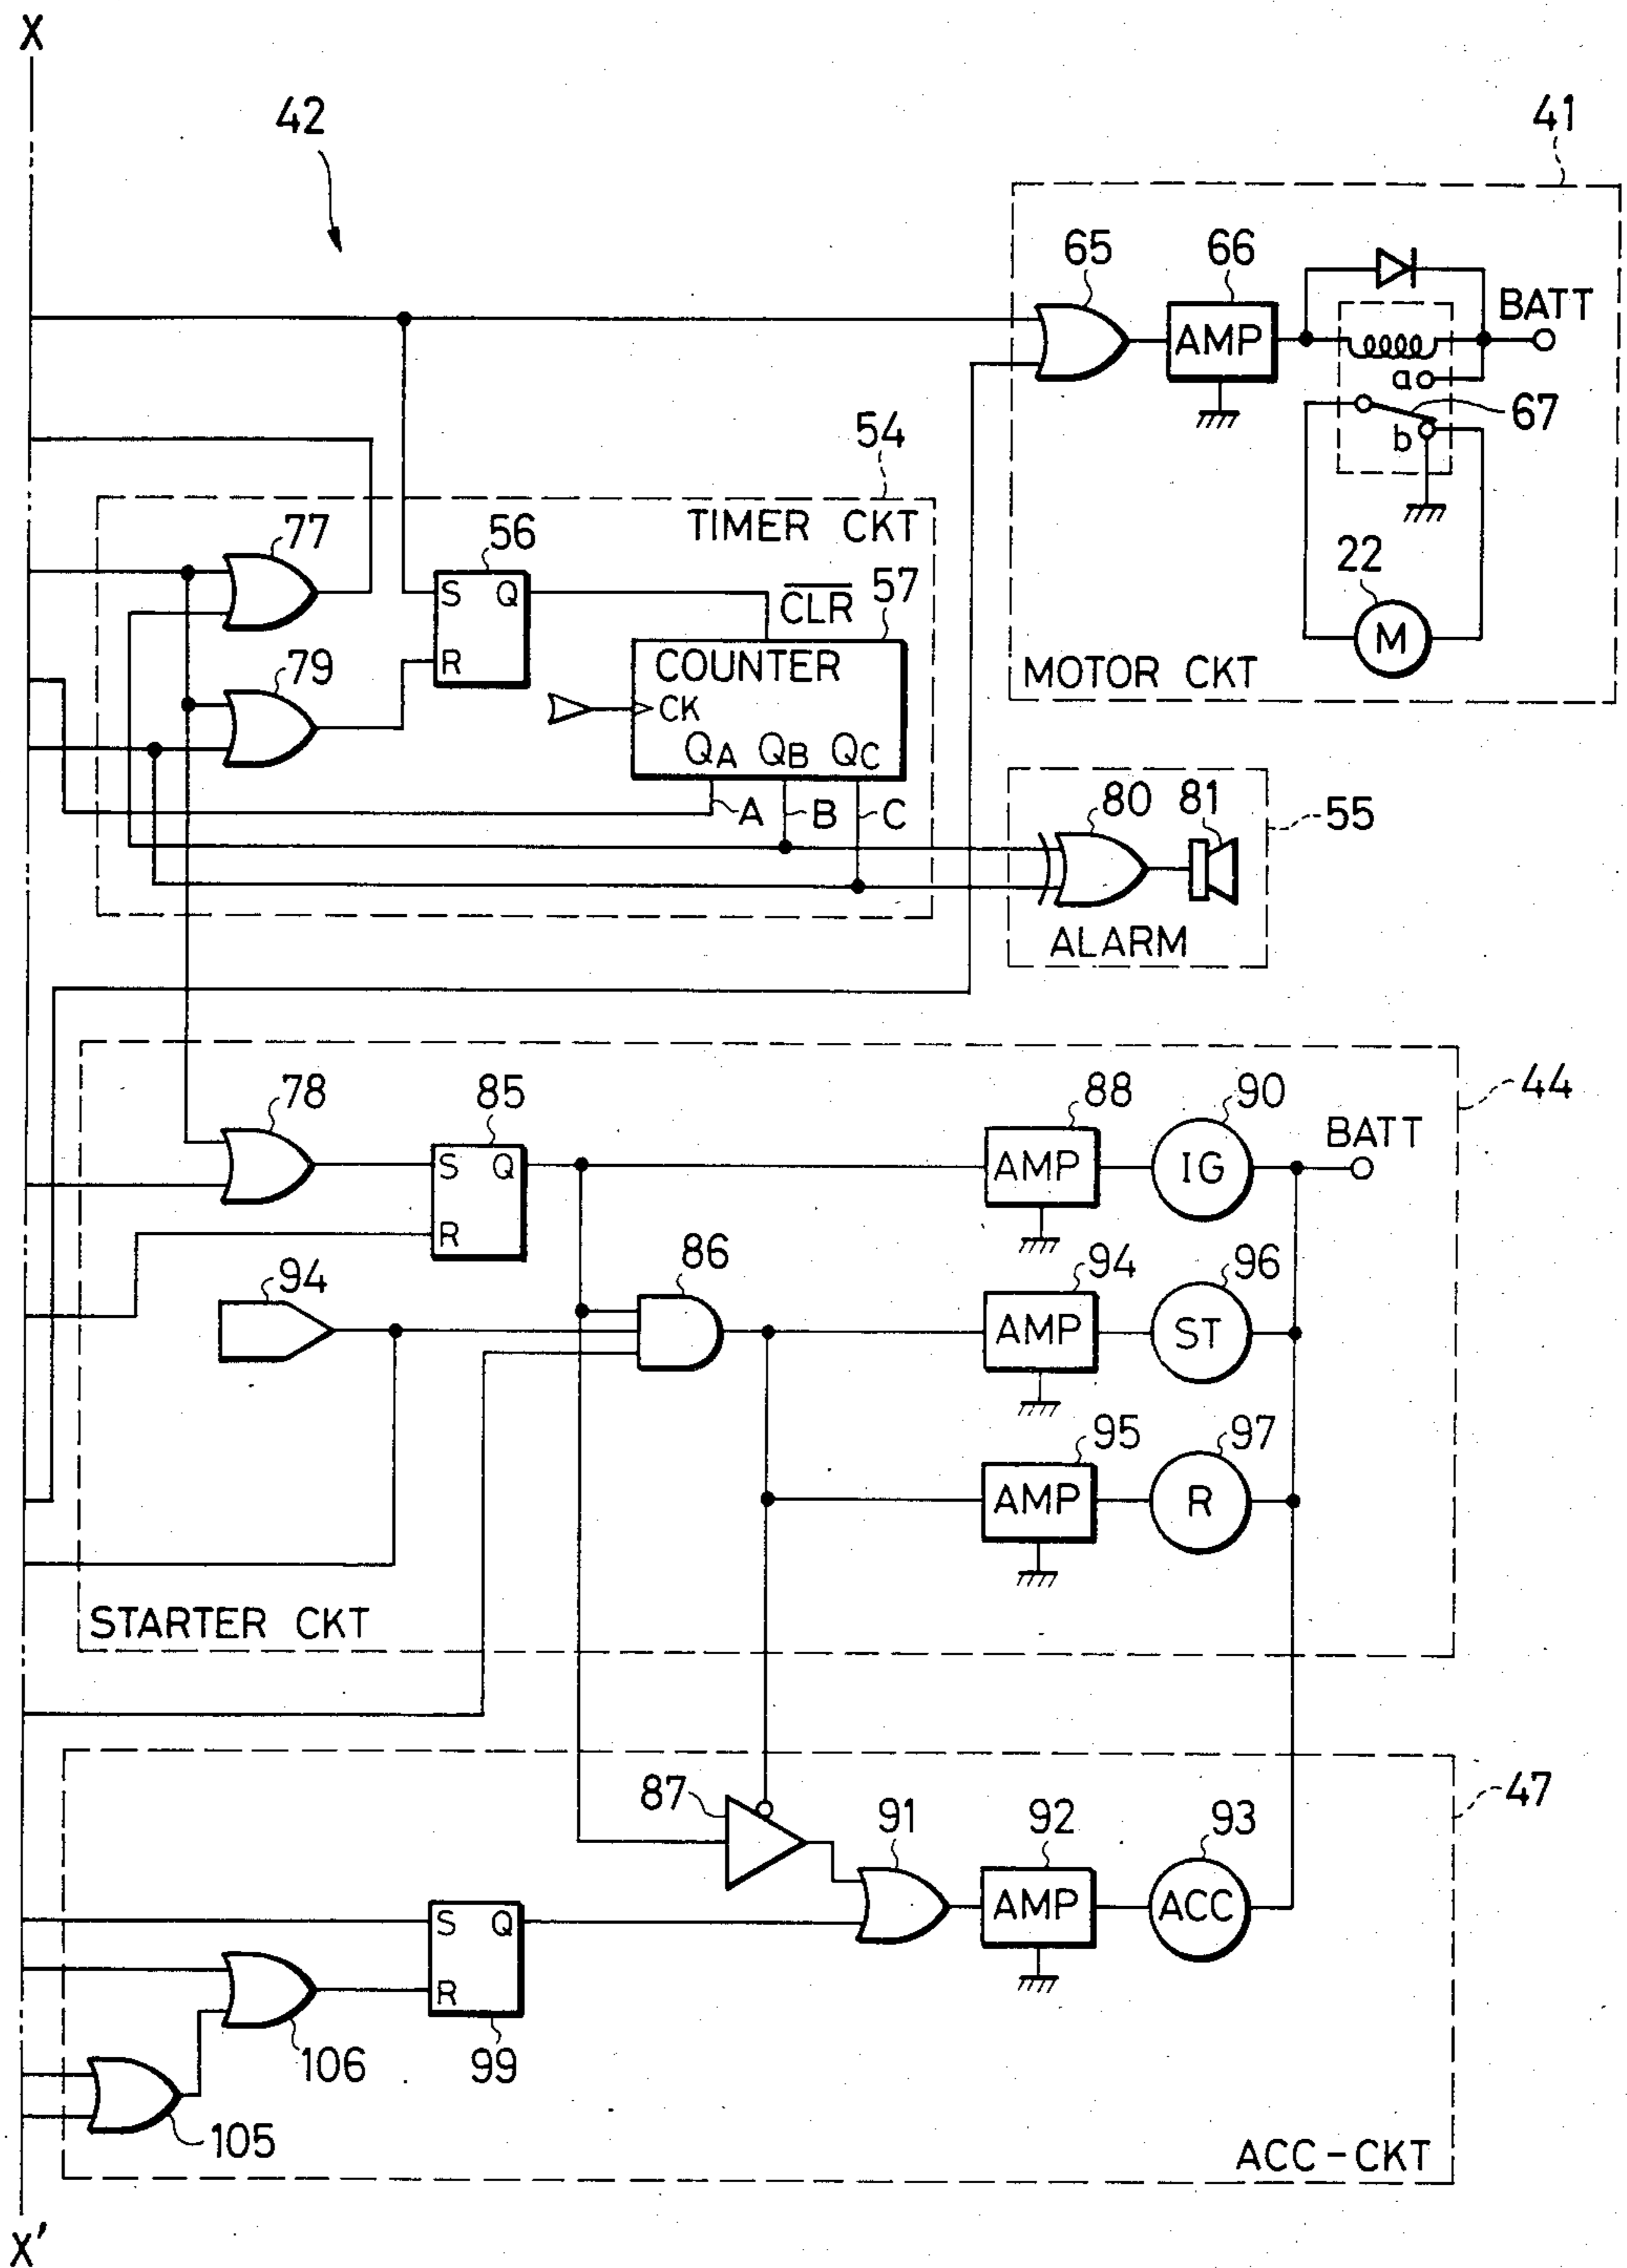 X
42
41
65
66
BATT
AMP
a
67
b
54
TIMER CKT
77
56
S Q
R
22
M
MOTOR CKT
CLR
57
COUNTER
CK
QA QB QC
79
A
B
C
80
81
55
ALARM
44
78
85
S Q
R
88
90
AMP
IG
BATT
94
86
94
96
AMP
ST
95
97
AMP
R
STARTER CKT
47
87
91
92
93
AMP
ACC
S Q
R
99
106
105
ACC-CKT
X'